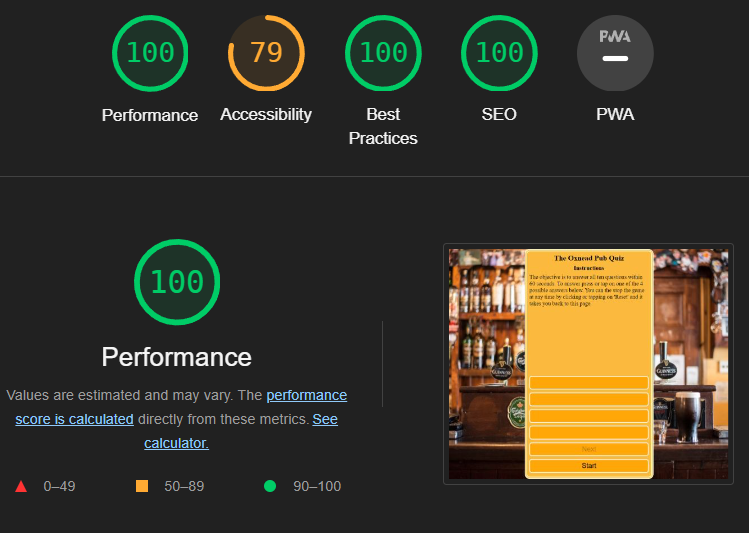 100
79
100
100
PWA
Performance
Accessibility
Best
Practices
SEO
PWA
100
Performance
Values are estimated and may vary. The performance
score is calculated directly from these metrics. See
calculator.
0–49
50–89
90–100
The Oxnead Pub Quiz
Instructions
The objective is to answer all ten questions within
60 seconds. To answer press or tap on one of the 4
possible answers below. You can the stop the game
at any time by clicking or tapping on 'Reset' and it
takes you back to this page.
GUINNESS
GUINNESS
Next
Start